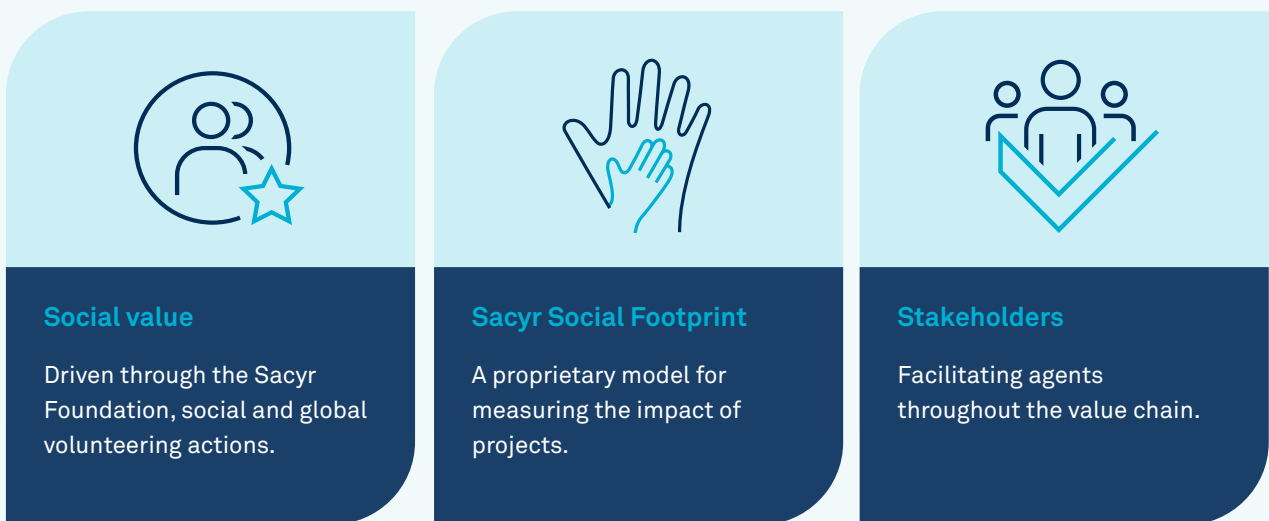 Social value
Driven through the Sacyr
Foundation, social and global
volunteering actions.
Sacyr Social Footprint
A proprietary model for
measuring the impact of
projects.
Stakeholders
Facilitating agents
throughout the value chain.